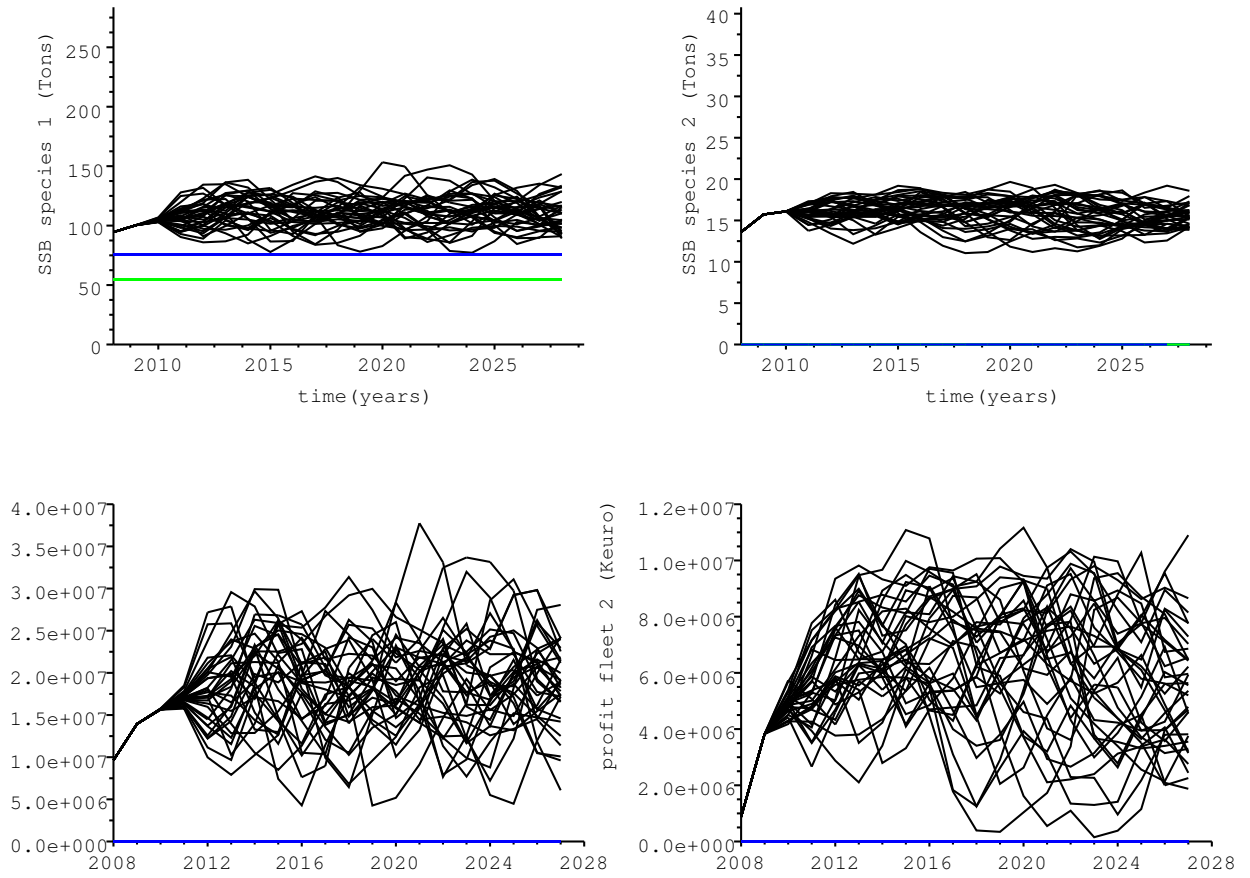 SSB species 1 (Tons)
250
200
150
100
50
0
2010 2015 2020 2025
time(years)
SSB species 2 (Tons)
40
35
30
25
20
15
10
5
0
2010 2015 2020 2025
time(years)
4.0e+007
3.5e+007
3.0e+007
2.5e+007
2.0e+007
1.5e+007
1.0e+007
5.0e+006
0.0e+000
2008 2012 2016 2020 2024 2028
profit fleet 2 (Keuro)
1.2e+007
1.0e+007
8.0e+006
6.0e+006
4.0e+006
2.0e+006
0.0e+000
2008 2012 2016 2020 2024 2028